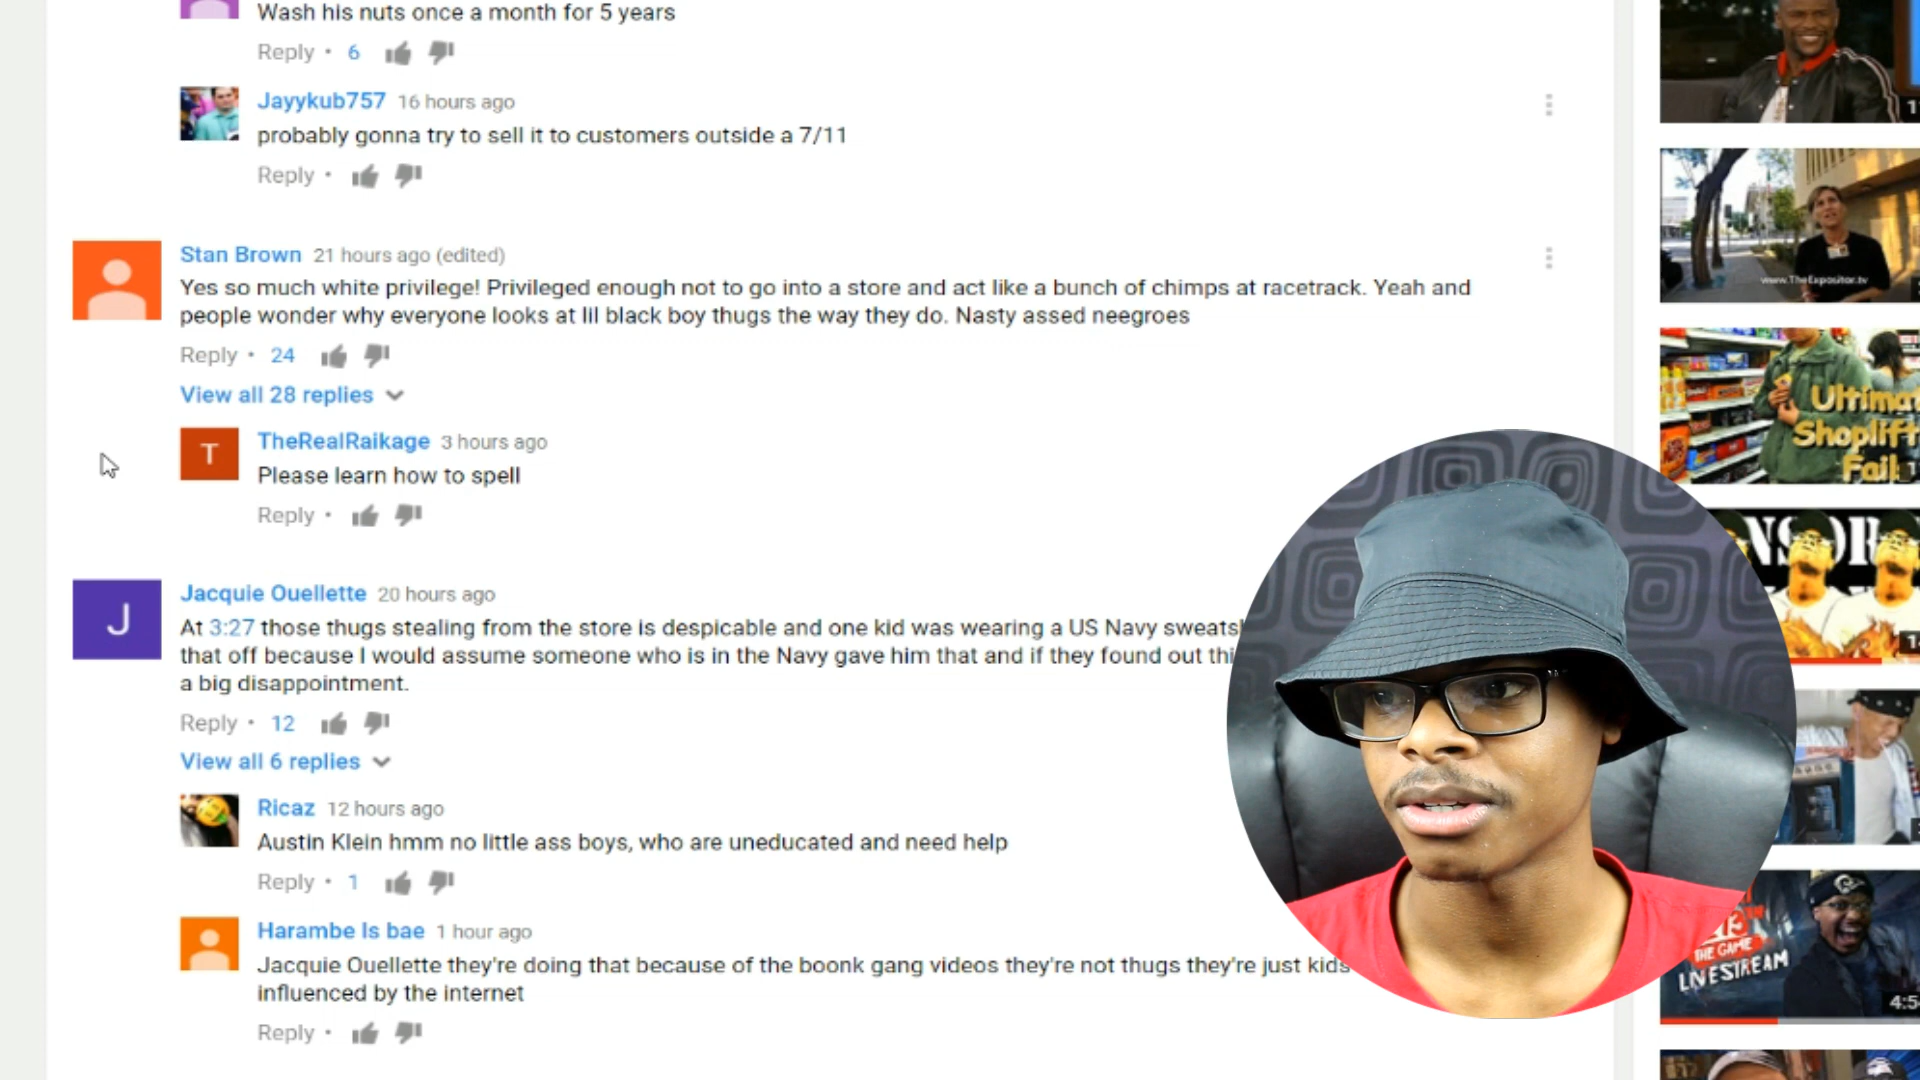 Wash his nuts once a month for 5 years
Reply • 6
Jayykub757 16 hours ago
probably gonna try to sell it to customers outside a 7/11
Reply •
Stan Brown 21 hours ago (edited)
Yes so much white privilege! Privileged enough not to go into a store and act like a bunch of chimps at racetrack. Yeah and
people wonder why everyone looks at lil black boy thugs the way they do. Nasty assed neegroes
Reply • 24
View all 28 replies
T
TheRealRaikage 3 hours ago
Please learn how to spell
Reply •
J
Jacquie Ouellette 20 hours ago
At 3:27 those thugs stealing from the store is despicable and one kid was wearing a US Navy
that off because I would assume someone who is in the Navy gave him that and if they found out
a big disappointment.
Reply • 12
View all 6 replies
Ricaz 12 hours ago
Austin Klein hmm no little ass boys, who are uneducated and need help
Reply • 1
Harambe Is bae 1 hour ago
Jacquie Ouellette they're doing that because of the boonk gang videos they're not thugs they're just kids
influenced by the internet
Reply •
www.TheExpositor.tv
Shoplift
Fail
THE GAME
LIVESTREAM